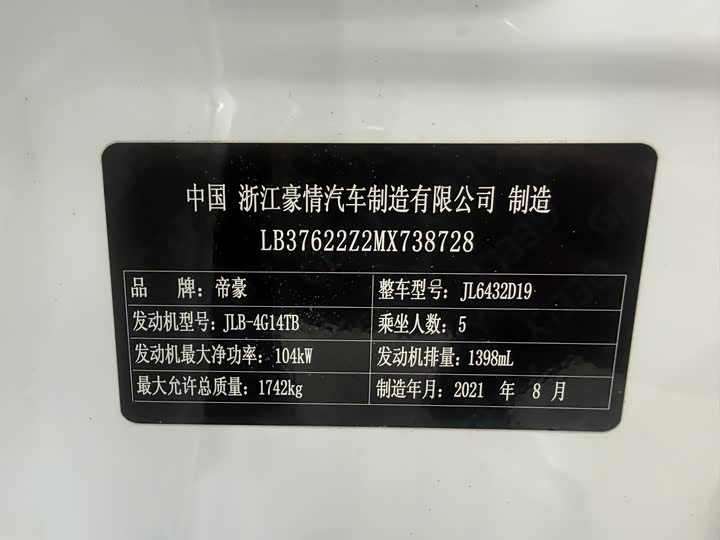 中国 浙江豪情汽车制造有限公司 制造
LB37622Z2MX738728
品 牌：帝豪 整车型号：JL6432D19
发动机型号：JLB-4G14TB 乘坐人数：5
发动机最大净功率：104kW 发动机排量：1398mL
最大允许总质量：1742kg 制造年月：2021 年 8 月